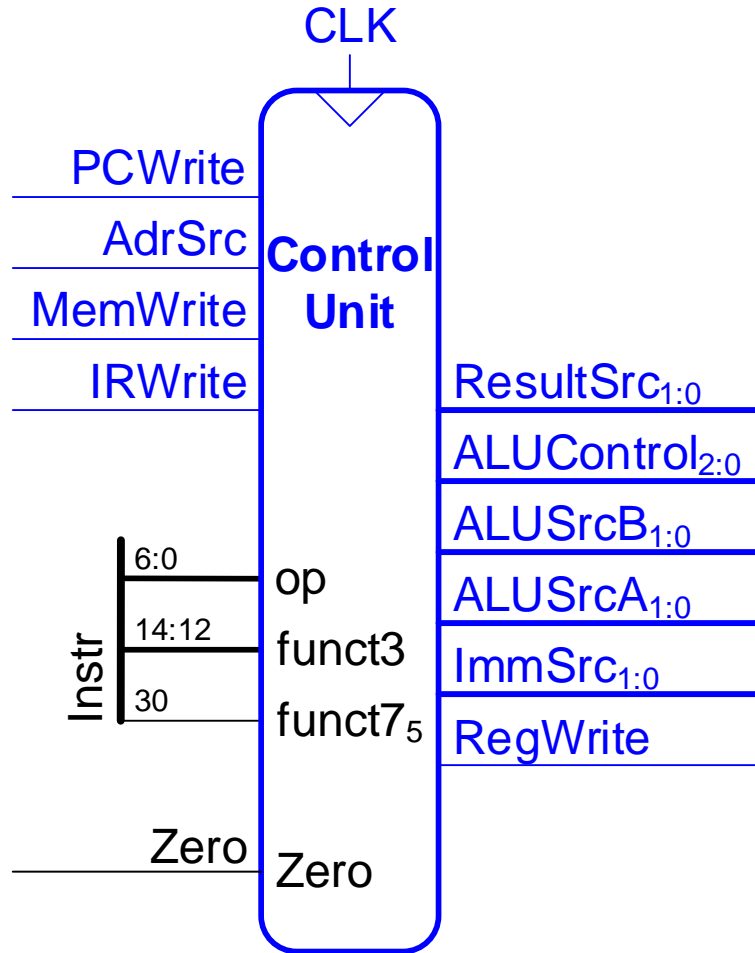 CLK
PCWrite
AdrSrc
Control
Unit
MemWrite
IRWrite
ResultSrc1:0
ALUControl2:0
ALUSrcB1:0
ALUSrcA1:0
ImmSrc1:0
RegWrite
Instr
6:0
op
14:12
funct3
30
funct75
Zero
Zero